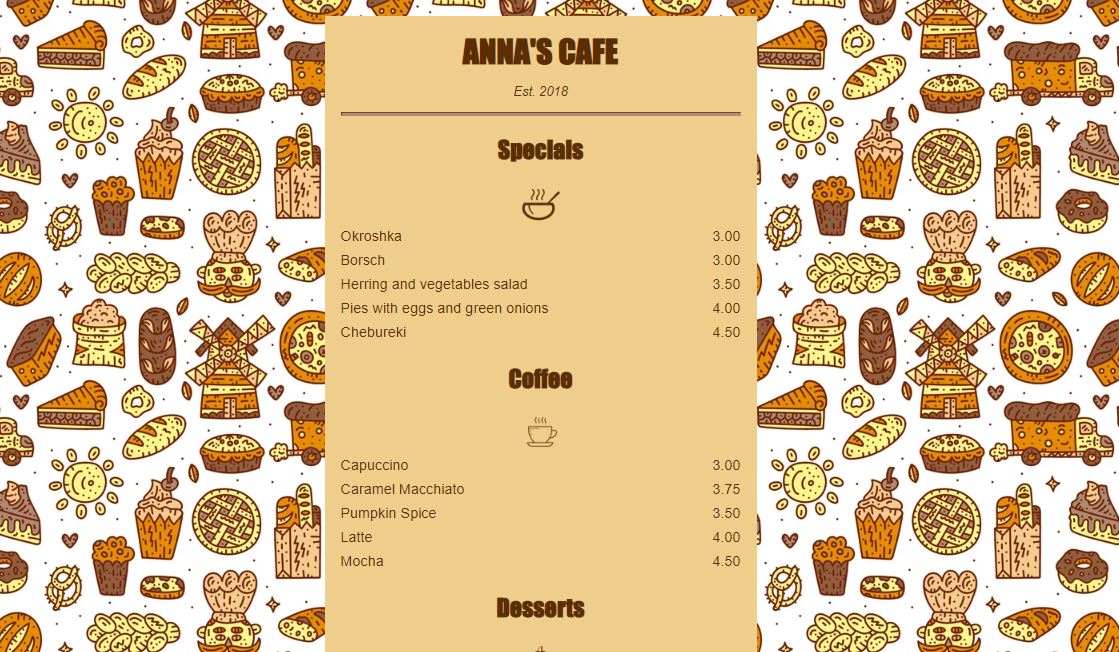 ANNA'S CAFE
Est. 2018
Specials
Okroshka 3.00
Borsch 3.00
Herring and vegetables salad 3.50
Pies with eggs and green onions 4.00
Chebureki 4.50
Coffee
Capuccino 3.00
Caramel Macchiato 3.75
Pumpkin Spice 3.50
Latte 4.00
Mocha 4.50
Desserts